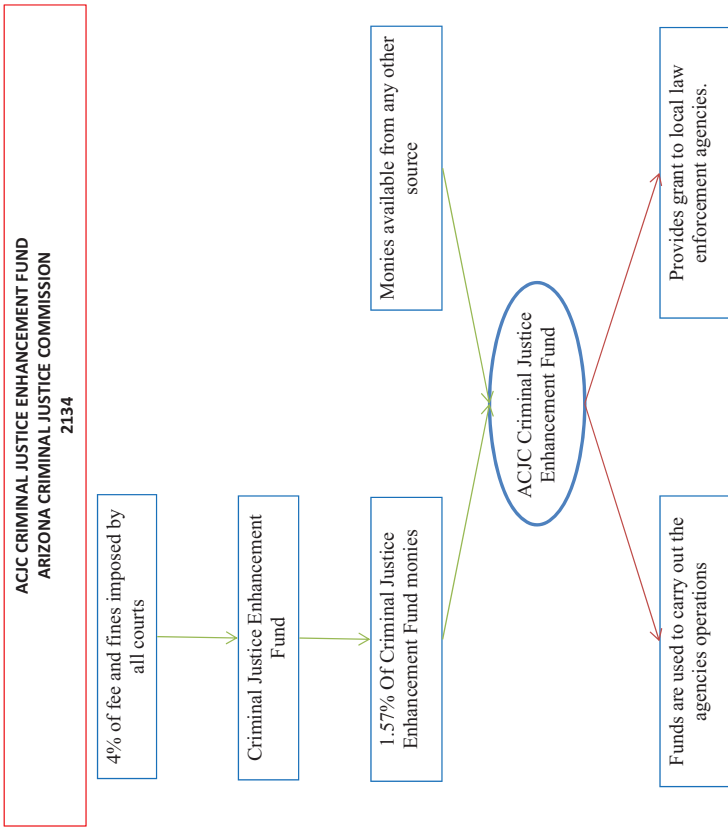 ACJC CRIMINAL JUSTICE ENHANCEMENT FUND
ARIZONA CRIMINAL JUSTICE COMMISSION
2134
4% of fee and fines imposed by
all courts
Criminal Justice Enhancement
Fund
1.57% Of Criminal Justice
Enhancement Fund monies
Monies available from any other
source
ACJC Criminal Justice
Enhancement Fund
Funds are used to carry out the
agencies operations
Provides grant to local law
enforcement agencies.